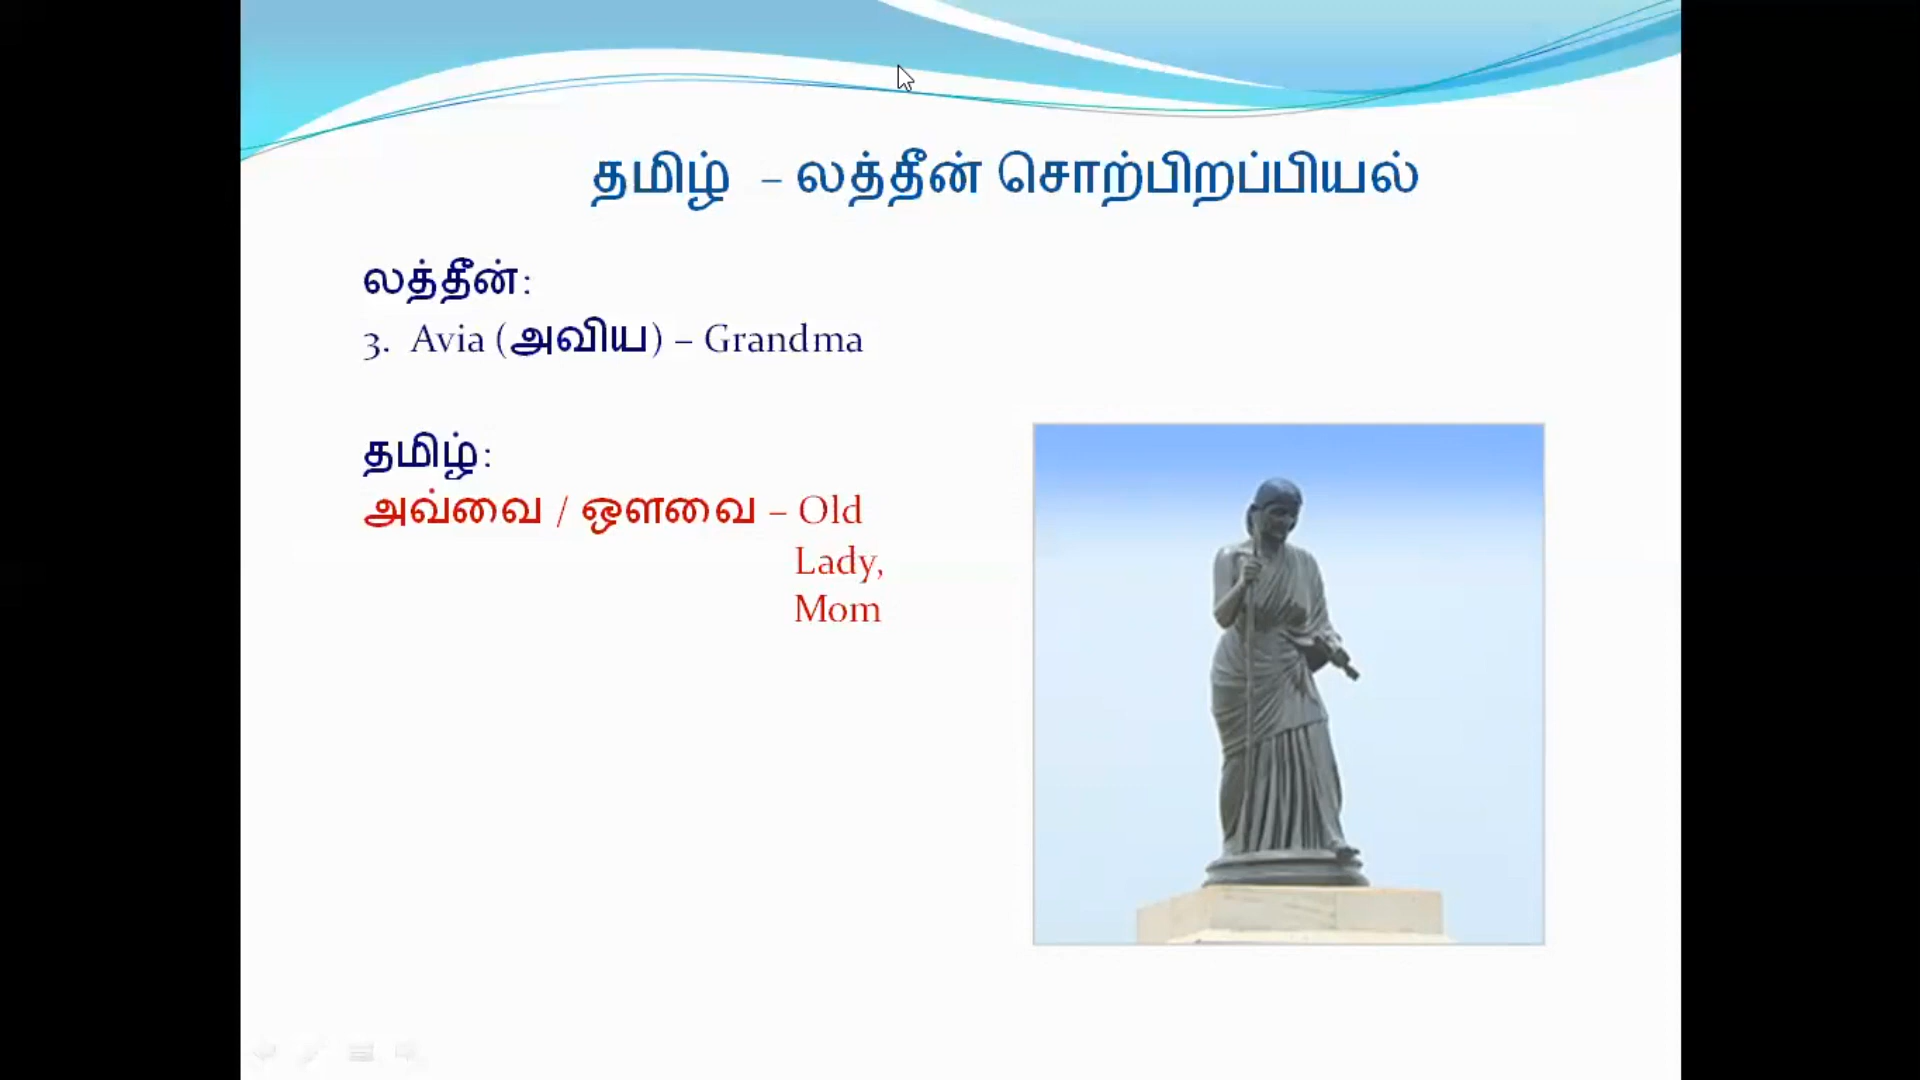 தமிழ் – லத்தீன் சொற்பிறப்பியல்
லத்தீன்:
3. Avia (அவிய) – Grandma
தமிழ்:
அவ்வை / ஔவை – Old
Lady,
Mom